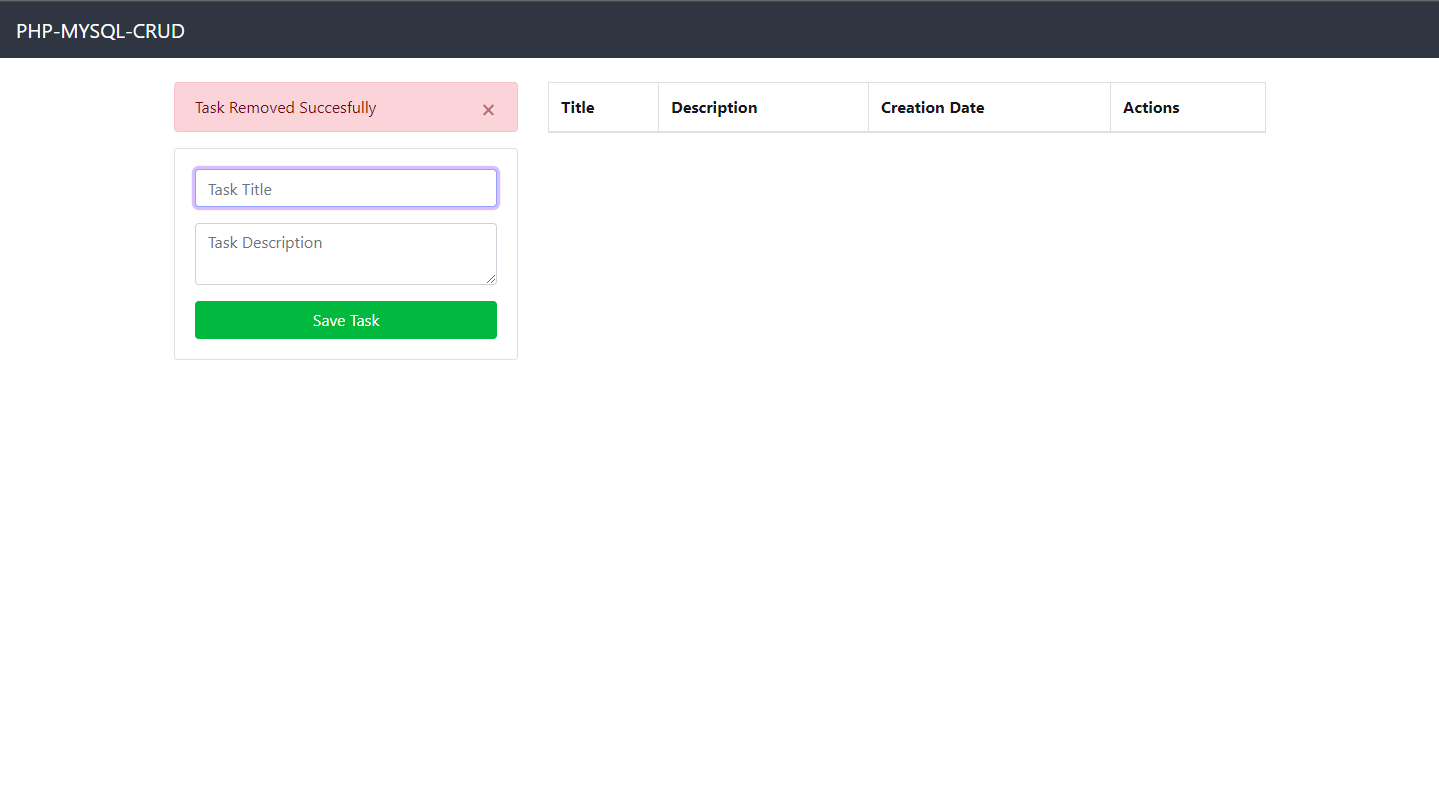 PHP-MYSQL-CRUD
Task Removed Succesfully ×
Task Title
Task Description
Save Task
Title Description Creation Date Actions